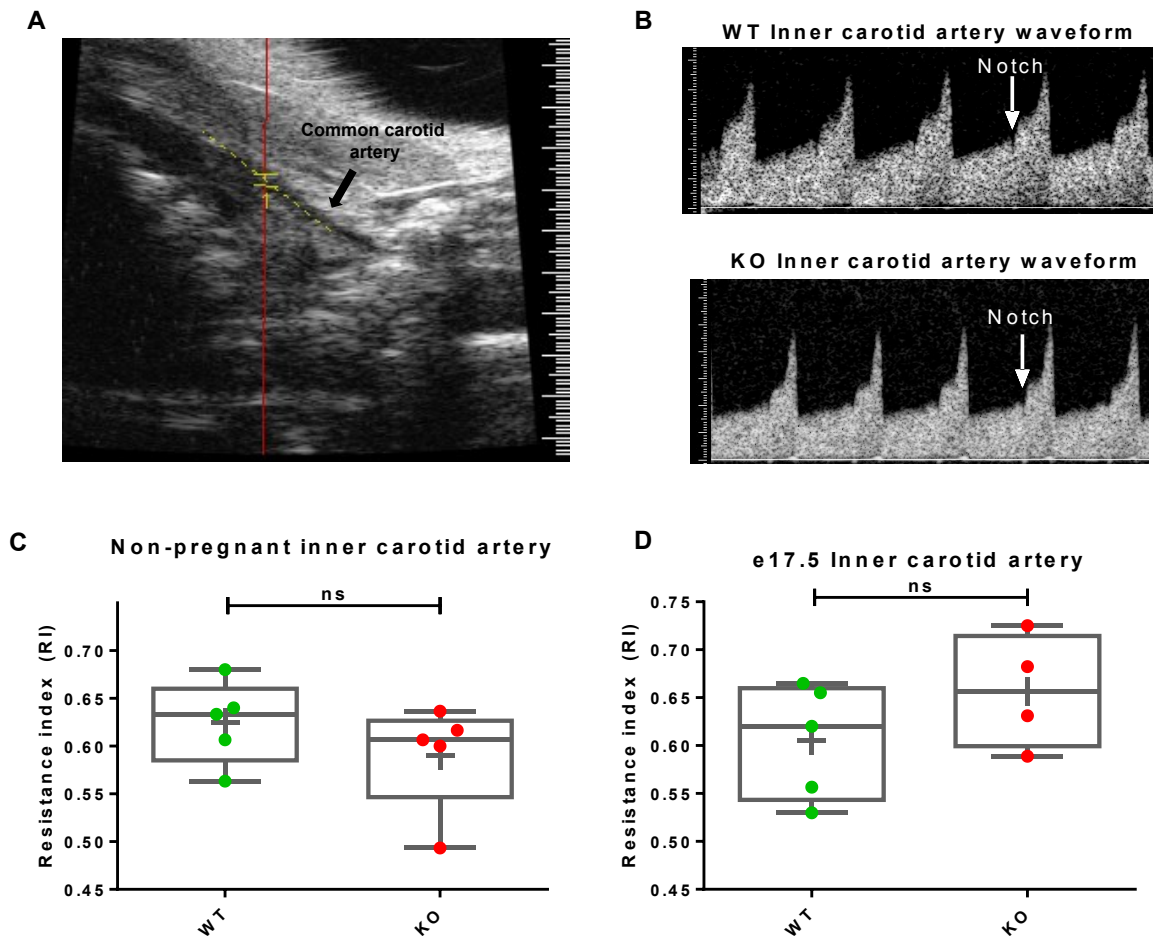 A
Common carotid
artery
B
WT Inner carotid artery waveform
Notch
KO Inner carotid artery waveform
Notch
C
Non-pregnant inner carotid artery
ns
Resistance index (RI)
0.70
0.65
0.60
0.55
0.50
0.45
WT
KO
D
e17.5 Inner carotid artery
ns
Resistance index (RI)
0.75
0.70
0.65
0.60
0.55
0.50
0.45
WT
KO